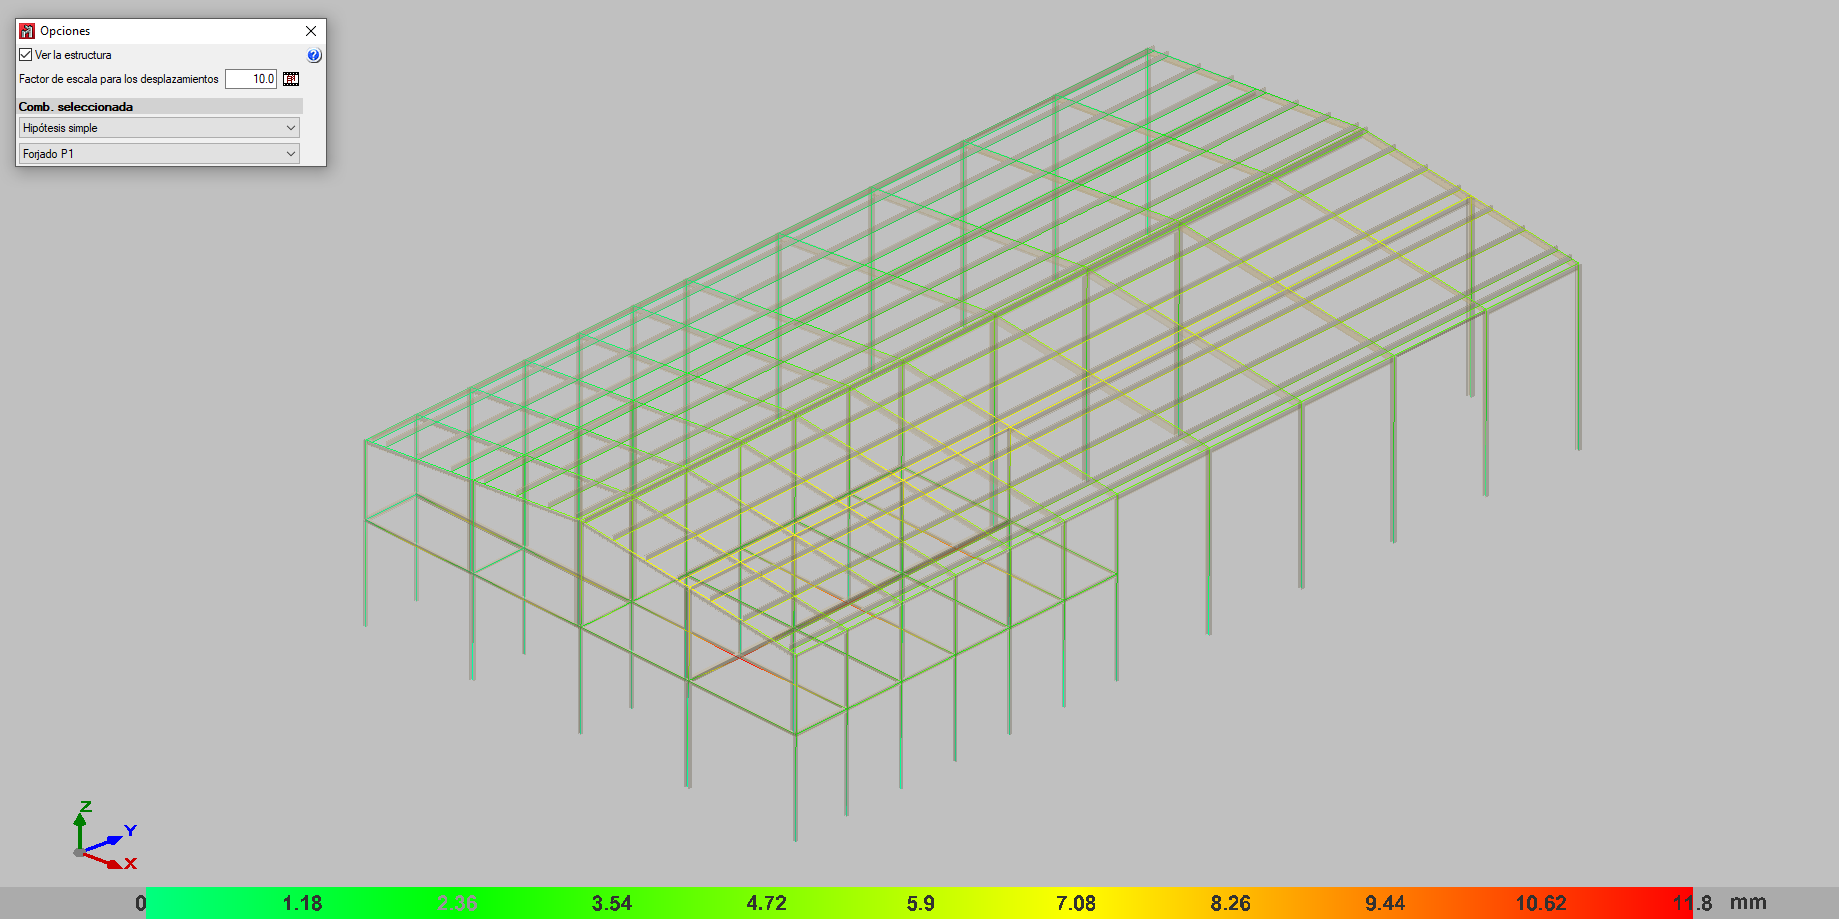 Opciones
Ver la estructura
Factor de escala para los desplazamientos 10.0
Comb. seleccionada
Hipótesis simple
Forjado P1
Z
Y
X
0 1.18 2.36 3.54 4.72 5.9 7.08 8.26 9.44 10.62 11.8 mm